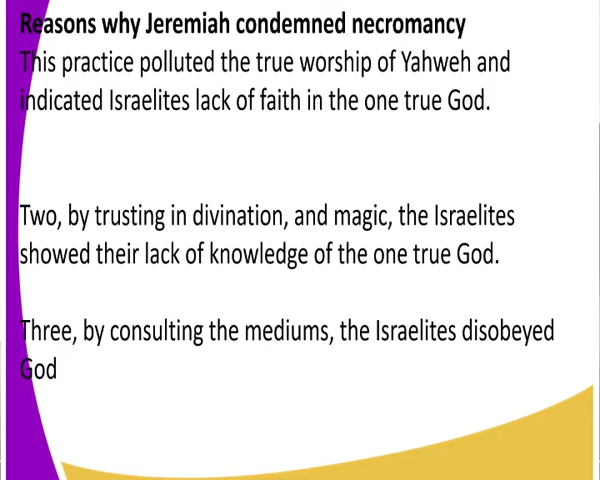 Reasons why Jeremiah condemned necromancy
This practice polluted the true worship of Yahweh and
indicated Israelites lack of faith in the one true God.
Two, by trusting in divination, and magic, the Israelites
showed their lack of knowledge of the one true God.
Three, by consulting the mediums, the Israelites disobeyed
God